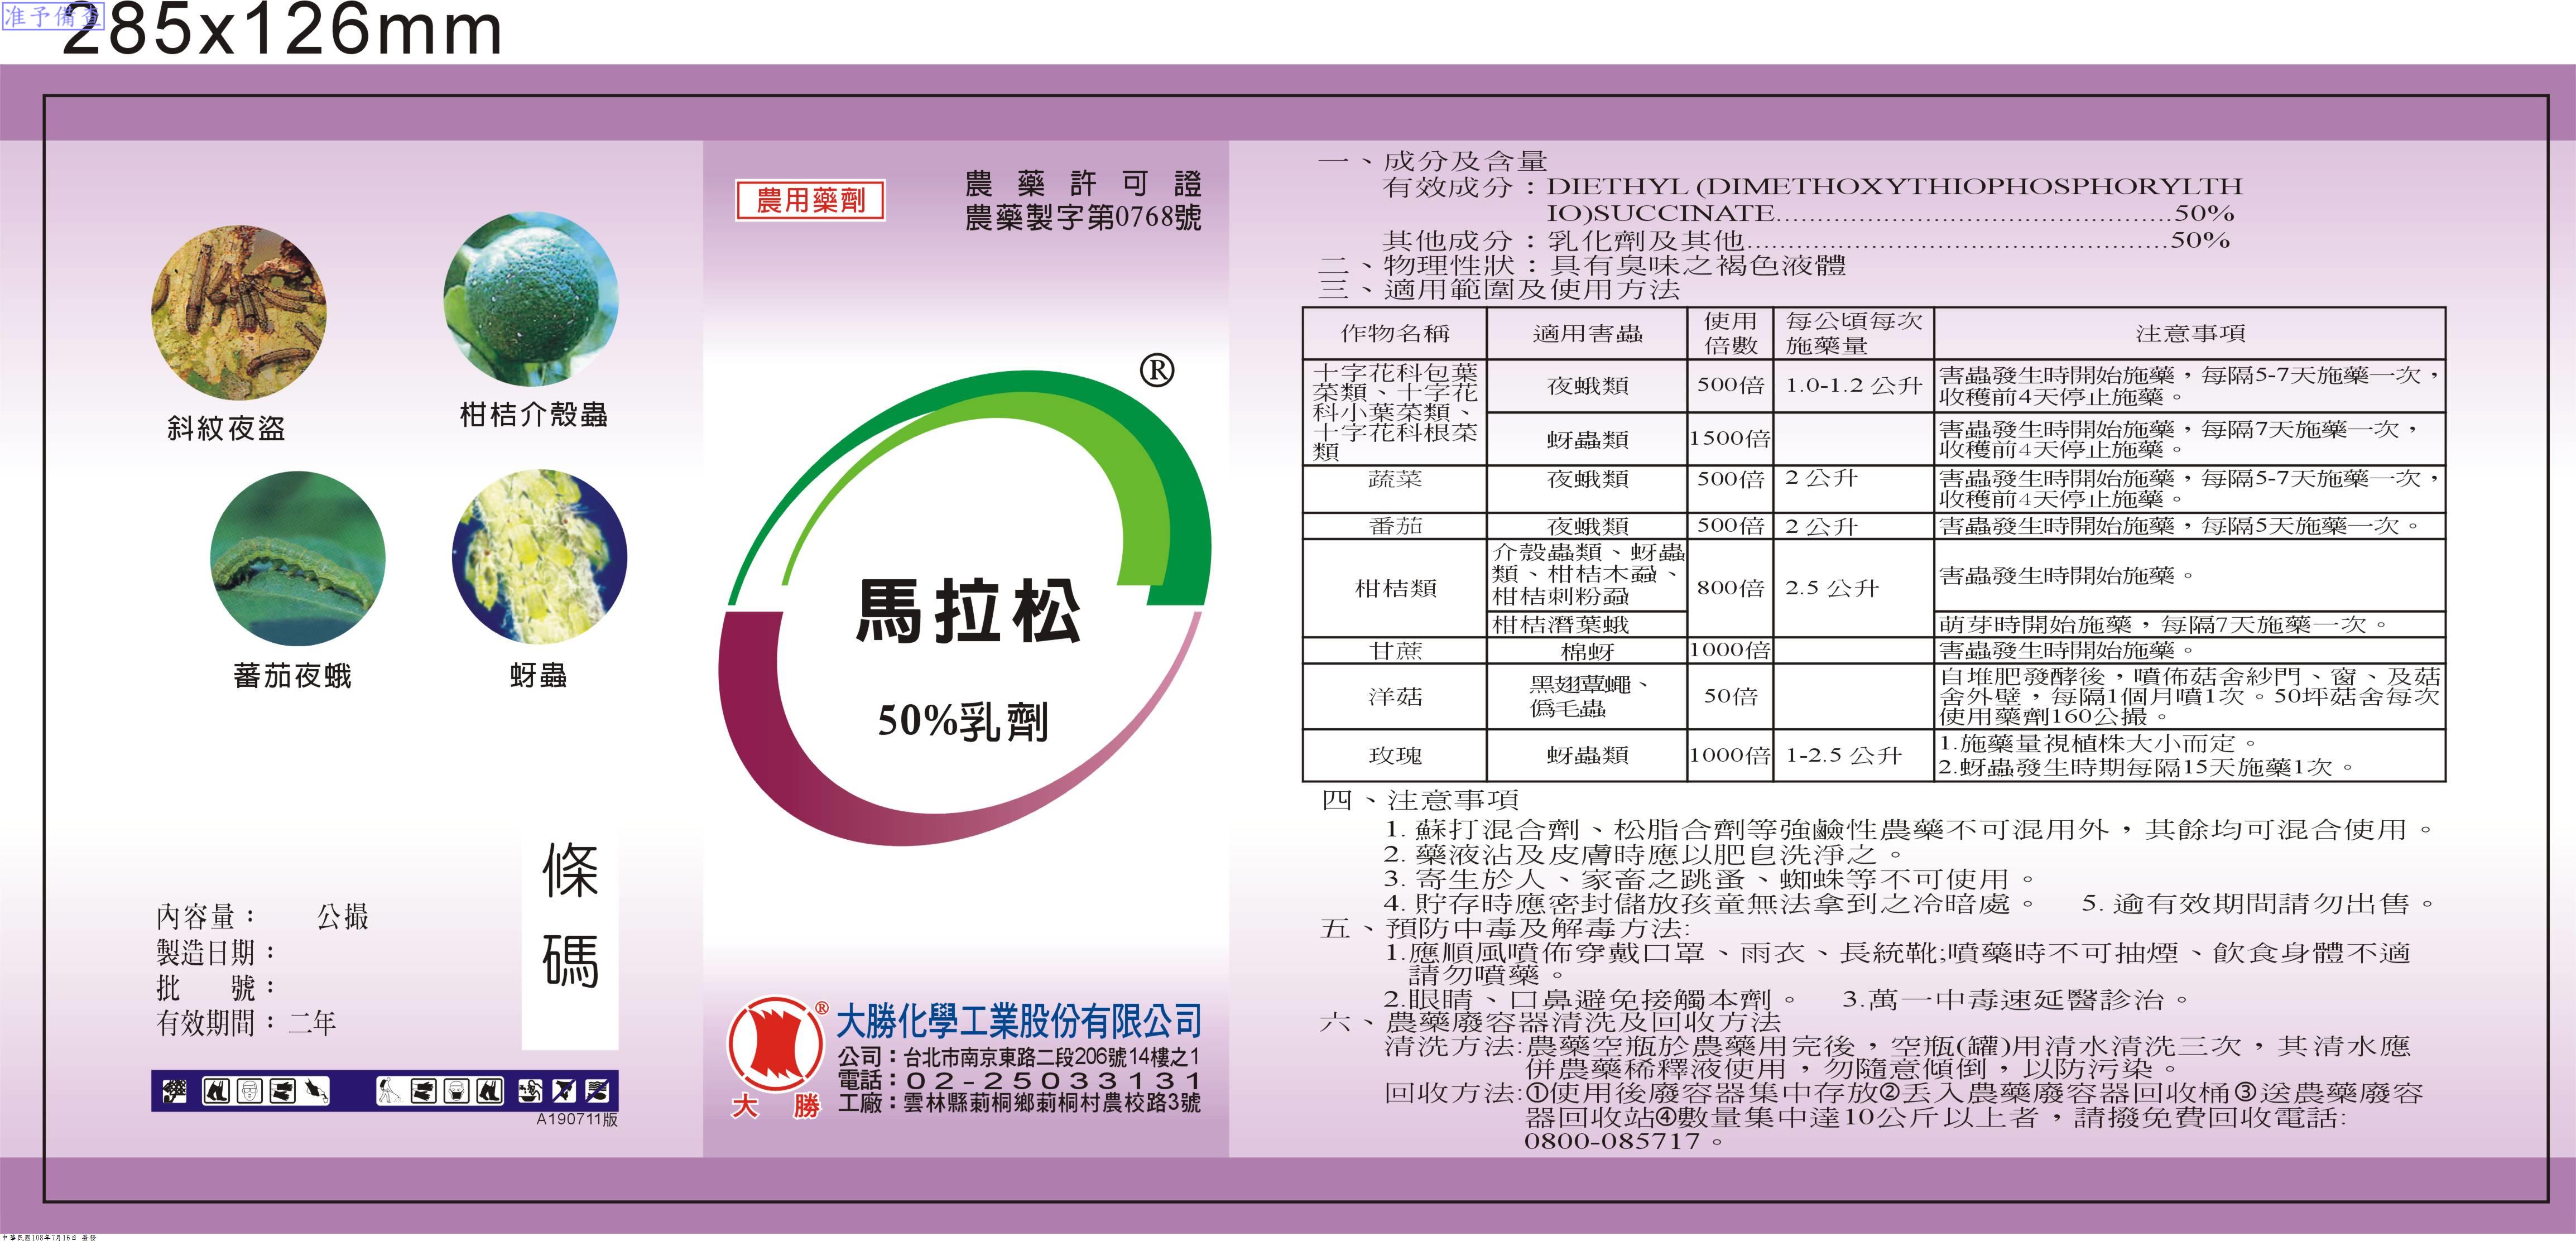 准予備查
285x126mm
斜紋夜盜
柑桔介殼蟲
蕃茄夜蛾
蚜蟲
條
碼
內容量： 公撮
製造日期：
批 號：
有效期間：二年
A190711版
農用藥劑
農藥許可證
農藥製字第0768號
®
馬拉松
50%乳劑
®
大勝
大勝化學工業股份有限公司
公司：台北市南京東路二段206號14樓之1
電話：02-25033131
工廠：雲林縣莿桐鄉莿桐村農校路3號
一、成分及含量
有效成分：DIETHYL (DIMETHOXYTHIOPHOSPHORYLTH
IO)SUCCINATE...............................................50%
其他成分：乳化劑及其他..................................................50%
二、物理性狀：具有臭味之褐色液體
三、適用範圍及使用方法
作物名稱 適用害蟲 使用 每公頃每次 注意事項
倍數 施藥量
十字花科包葉
菜類、十字花
科小葉菜類、
十字花科根菜
類
夜蛾類 500倍 1.0-1.2 公升 害蟲發生時開始施藥，每隔5-7天施藥一次，
收穫前4天停止施藥。
蚜蟲類 1500倍 害蟲發生時開始施藥，每隔7天施藥一次，
收穫前4天停止施藥。
蔬菜 夜蛾類 500倍 2 公升 害蟲發生時開始施藥，每隔5-7天施藥一次，
收穫前4天停止施藥。
番茄 夜蛾類 500倍 2 公升 害蟲發生時開始施藥，每隔5天施藥一次。
柑桔類 介殼蟲類、蚜蟲
類、柑桔木蝨、
柑桔刺粉蝨
800倍 2.5 公升 害蟲發生時開始施藥。
柑桔潛葉蛾 萌芽時開始施藥，每隔7天施藥一次。
甘蔗 棉蚜 1000倍 害蟲發生時開始施藥。
洋菇 黑翅蕈蠅、
偽毛蟲
50倍 自堆肥發酵後，噴佈菇舍紗門、窗、及菇
舍外壁，每隔1個月噴1次。50坪菇舍每次
使用藥劑160公撮。
玫瑰 蚜蟲類 1000倍 1-2.5 公升 1.施藥量視植株大小而定。
2.蚜蟲發生時期每隔15天施藥1次。
四、注意事項
1. 蘇打混合劑、松脂合劑等強鹼性農藥不可混用外，其餘均可混合使用。
2. 藥液沾及皮膚時應以肥皂洗淨之。
3. 寄生於人、家畜之跳蚤、蜘蛛等不可使用。
4. 貯存時應密封儲放孩童無法拿到之冷暗處。 5. 逾有效期間請勿出售。
五、預防中毒及解毒方法:
1.應順風噴佈穿戴口罩、雨衣、長統靴;噴藥時不可抽煙、飲食身體不適
請勿噴藥。
2.眼睛、口鼻避免接觸本劑。 3.萬一中毒速延醫診治。
六、農藥廢容器清洗及回收方法
清洗方法:農藥空瓶於農藥用完後，空瓶(罐)用清水清洗三次，其清水應
併農藥稀釋液使用，勿隨意傾倒，以防污染。
回收方法:①使用後廢容器集中存放②丟入農藥廢容器回收桶③送農藥廢容
器回收站④數量集中達10公斤以上者，請撥免費回收電話:
0800-085717。
中華民國108年7月16日 簽發